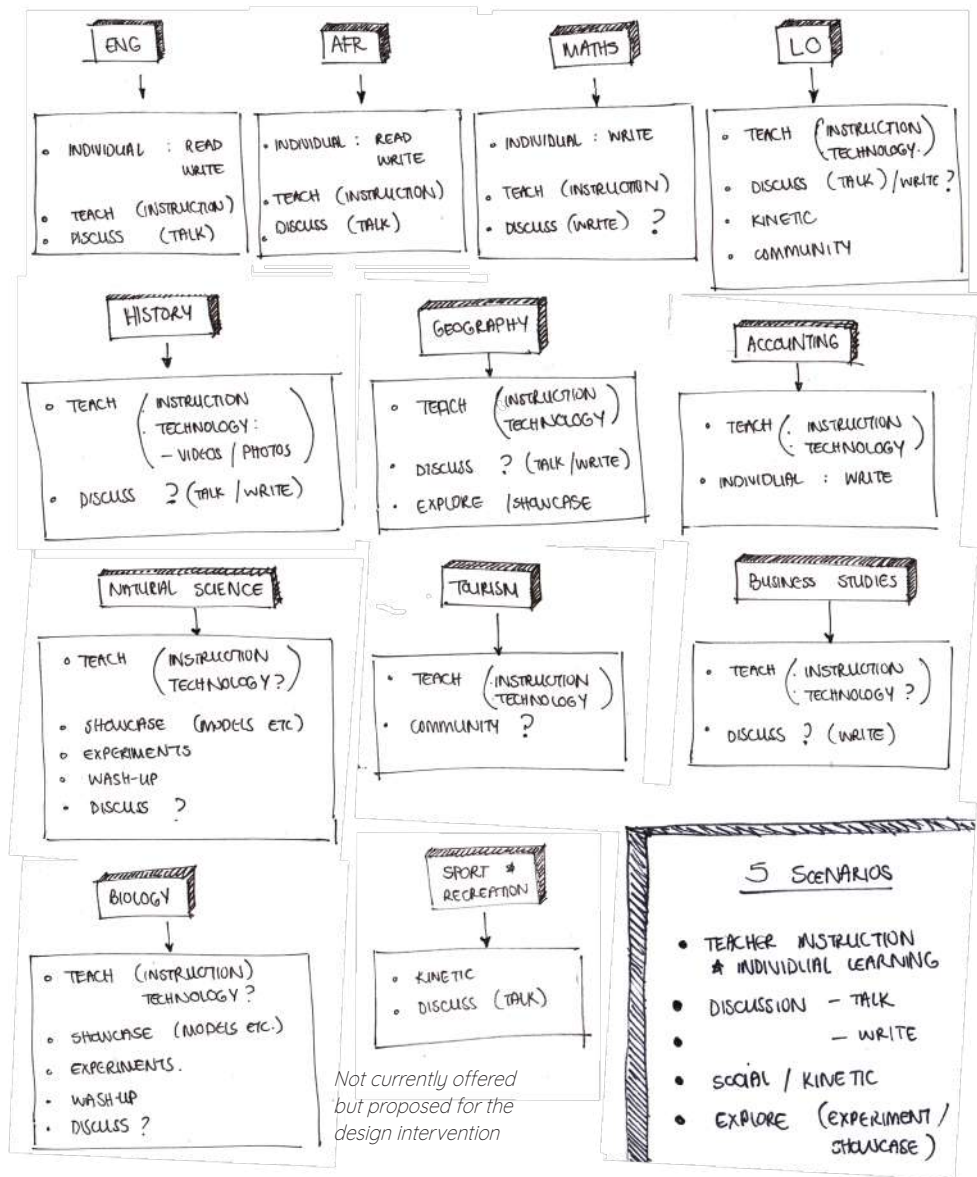 ENG
• INDIVIDUAL : READ
WRITE
• TEACH (INSTRUCTION)
• DISCUSS (TALK)
AFR
• INDIVIDUAL : READ
WRITE
• TEACH (INSTRUCTION)
• DISCUSS (TALK)
MATHS
• INDIVIDUAL : WRITE
• TEACH (INSTRUCTION)
• DISCUSS (WRITE) ?
LO
• TEACH (INSTRUCTION
TECHNOLOGY.)
• DISCUSS (TALK) / WRITE ?
• KINETIC
• COMMUNITY
HISTORY
• TEACH (INSTRUCTION
TECHNOLOGY :
– VIDEOS / PHOTOS)
• DISCUSS ? (TALK / WRITE)
GEOGRAPHY
• TEACH (INSTRUCTION
TECHNOLOGY)
• DISCUSS ? (TALK / WRITE)
• EXPLORE / SHOWCASE
ACCOUNTING
• TEACH (. INSTRUCTION
. TECHNOLOGY)
• INDIVIDUAL : WRITE
NATURAL SCIENCE
• TEACH (INSTRUCTION
TECHNOLOGY ?)
• SHOWCASE (MODELS ETC)
• EXPERIMENTS
• WASH-UP
• DISCUSS ?
TOURISM
• TEACH (. INSTRUCTION
. TECHNOLOGY)
• COMMUNITY ?
BUSINESS STUDIES
• TEACH (. INSTRUCTION
. TECHNOLOGY ?)
• DISCUSS ? (WRITE)
BIOLOGY
• TEACH (INSTRUCTION)
TECHNOLOGY ?
• SHOWCASE (MODELS ETC.)
• EXPERIMENTS.
• WASH-UP
• DISCUSS ?
SPORT &
RECREATION
• KINETIC
• DISCUSS (TALK)
Not currently offered
but proposed for the
design intervention
5 SCENARIOS
• TEACHER INSTRUCTION
& INDIVIDUAL LEARNING
• DISCUSSION – TALK
• – WRITE
• SOCIAL / KINETIC
• EXPLORE (EXPERIMENT /
SHOWCASE)